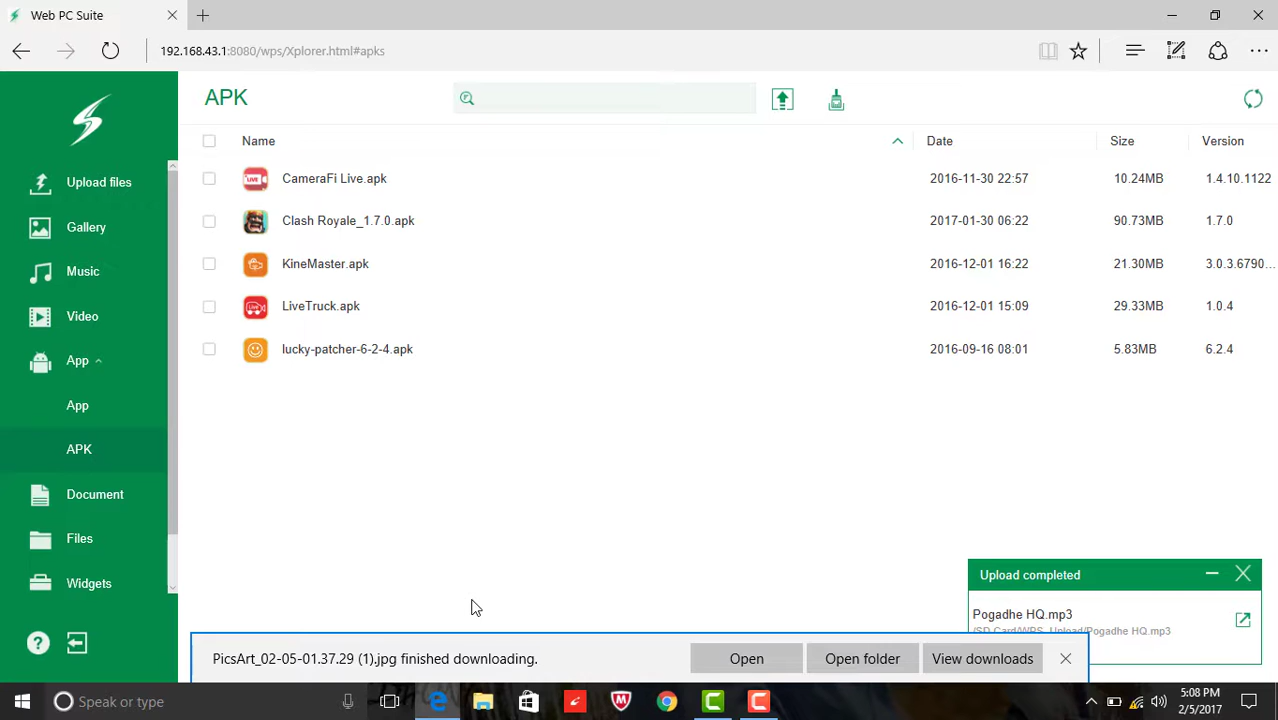 Web PC Suite
192.168.43.1:8080/wps/Xplorer.html#apks
APK
Name Date Size Version
Upload files
Gallery
Music
Video
App
App
APK
Document
Files
Widgets
CameraFi Live.apk 2016-11-30 22:57 10.24MB 1.4.10.1122
Clash Royale_1.7.0.apk 2017-01-30 06:22 90.73MB 1.7.0
KineMaster.apk 2016-12-01 16:22 21.30MB 3.0.3.6790...
LiveTruck.apk 2016-12-01 15:09 29.33MB 1.0.4
lucky-patcher-6-2-4.apk 2016-09-16 08:01 5.83MB 6.2.4
Upload completed
Pogadhe HQ.mp3
/SD Card/WPS_Upload/Pogadhe HQ.mp3
PicsArt_02-05-01.37.29 (1).jpg finished downloading. Open Open folder View downloads
Speak or type
5:08 PM
2/5/2017